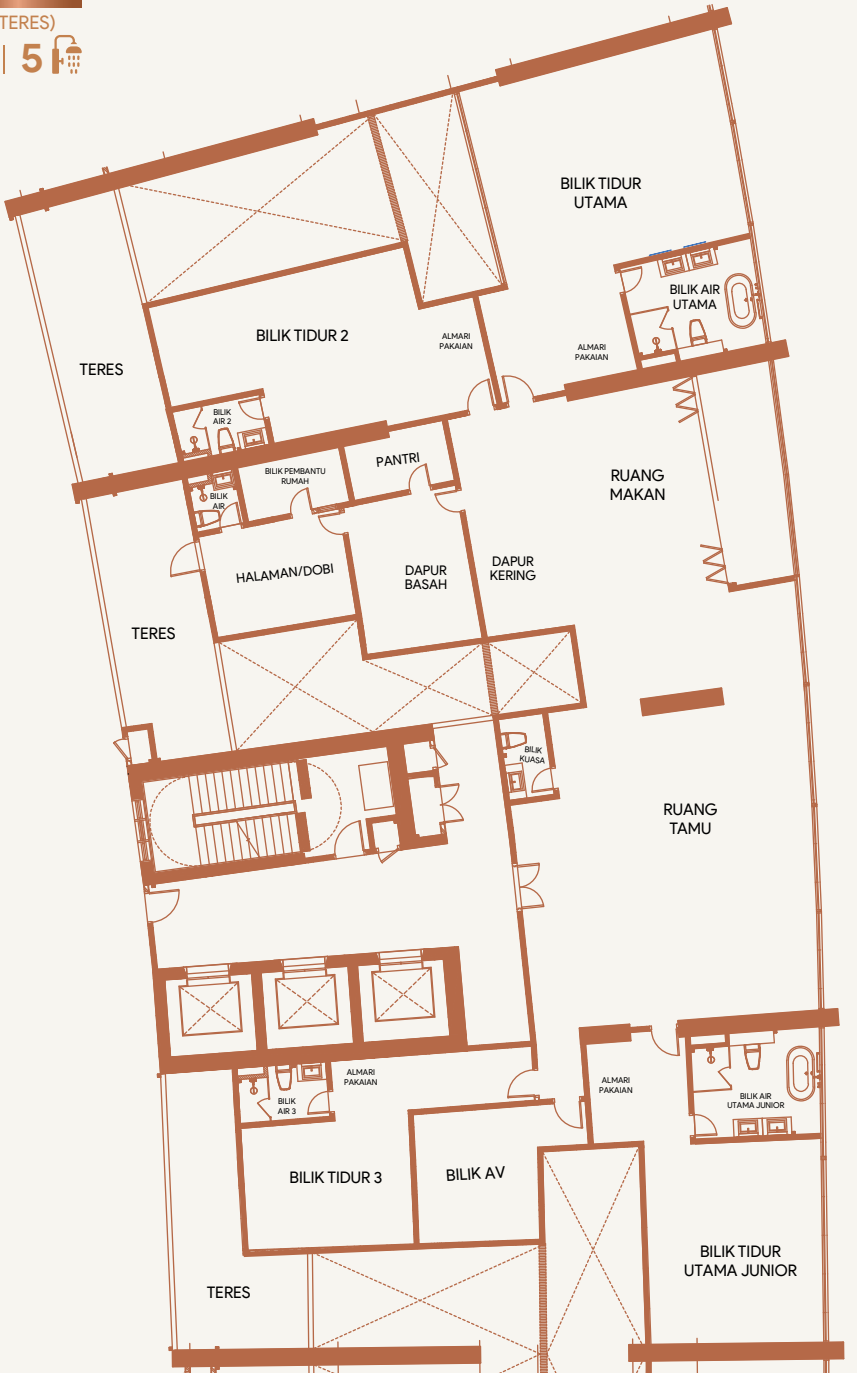 TERES)
| 5
BILIK TIDUR
UTAMA
BILIK AIR
UTAMA
BILIK TIDUR 2
ALMARI
PAKAIAN
ALMARI
PAKAIAN
TERES
BILIK
AIR 2
PANTRI
BILIK PEMBANTU
RUMAH
RUANG
MAKAN
BILIK
AIR
HALAMAN/DOBI
DAPUR
BASAH
DAPUR
KERING
TERES
BILIK
KUASA
RUANG
TAMU
ALMARI
PAKAIAN
ALMARI
PAKAIAN
BILIK
AIR 3
BILIK AIR
UTAMA JUNIOR
BILIK TIDUR 3
BILIK AV
BILIK TIDUR
UTAMA JUNIOR
TERES